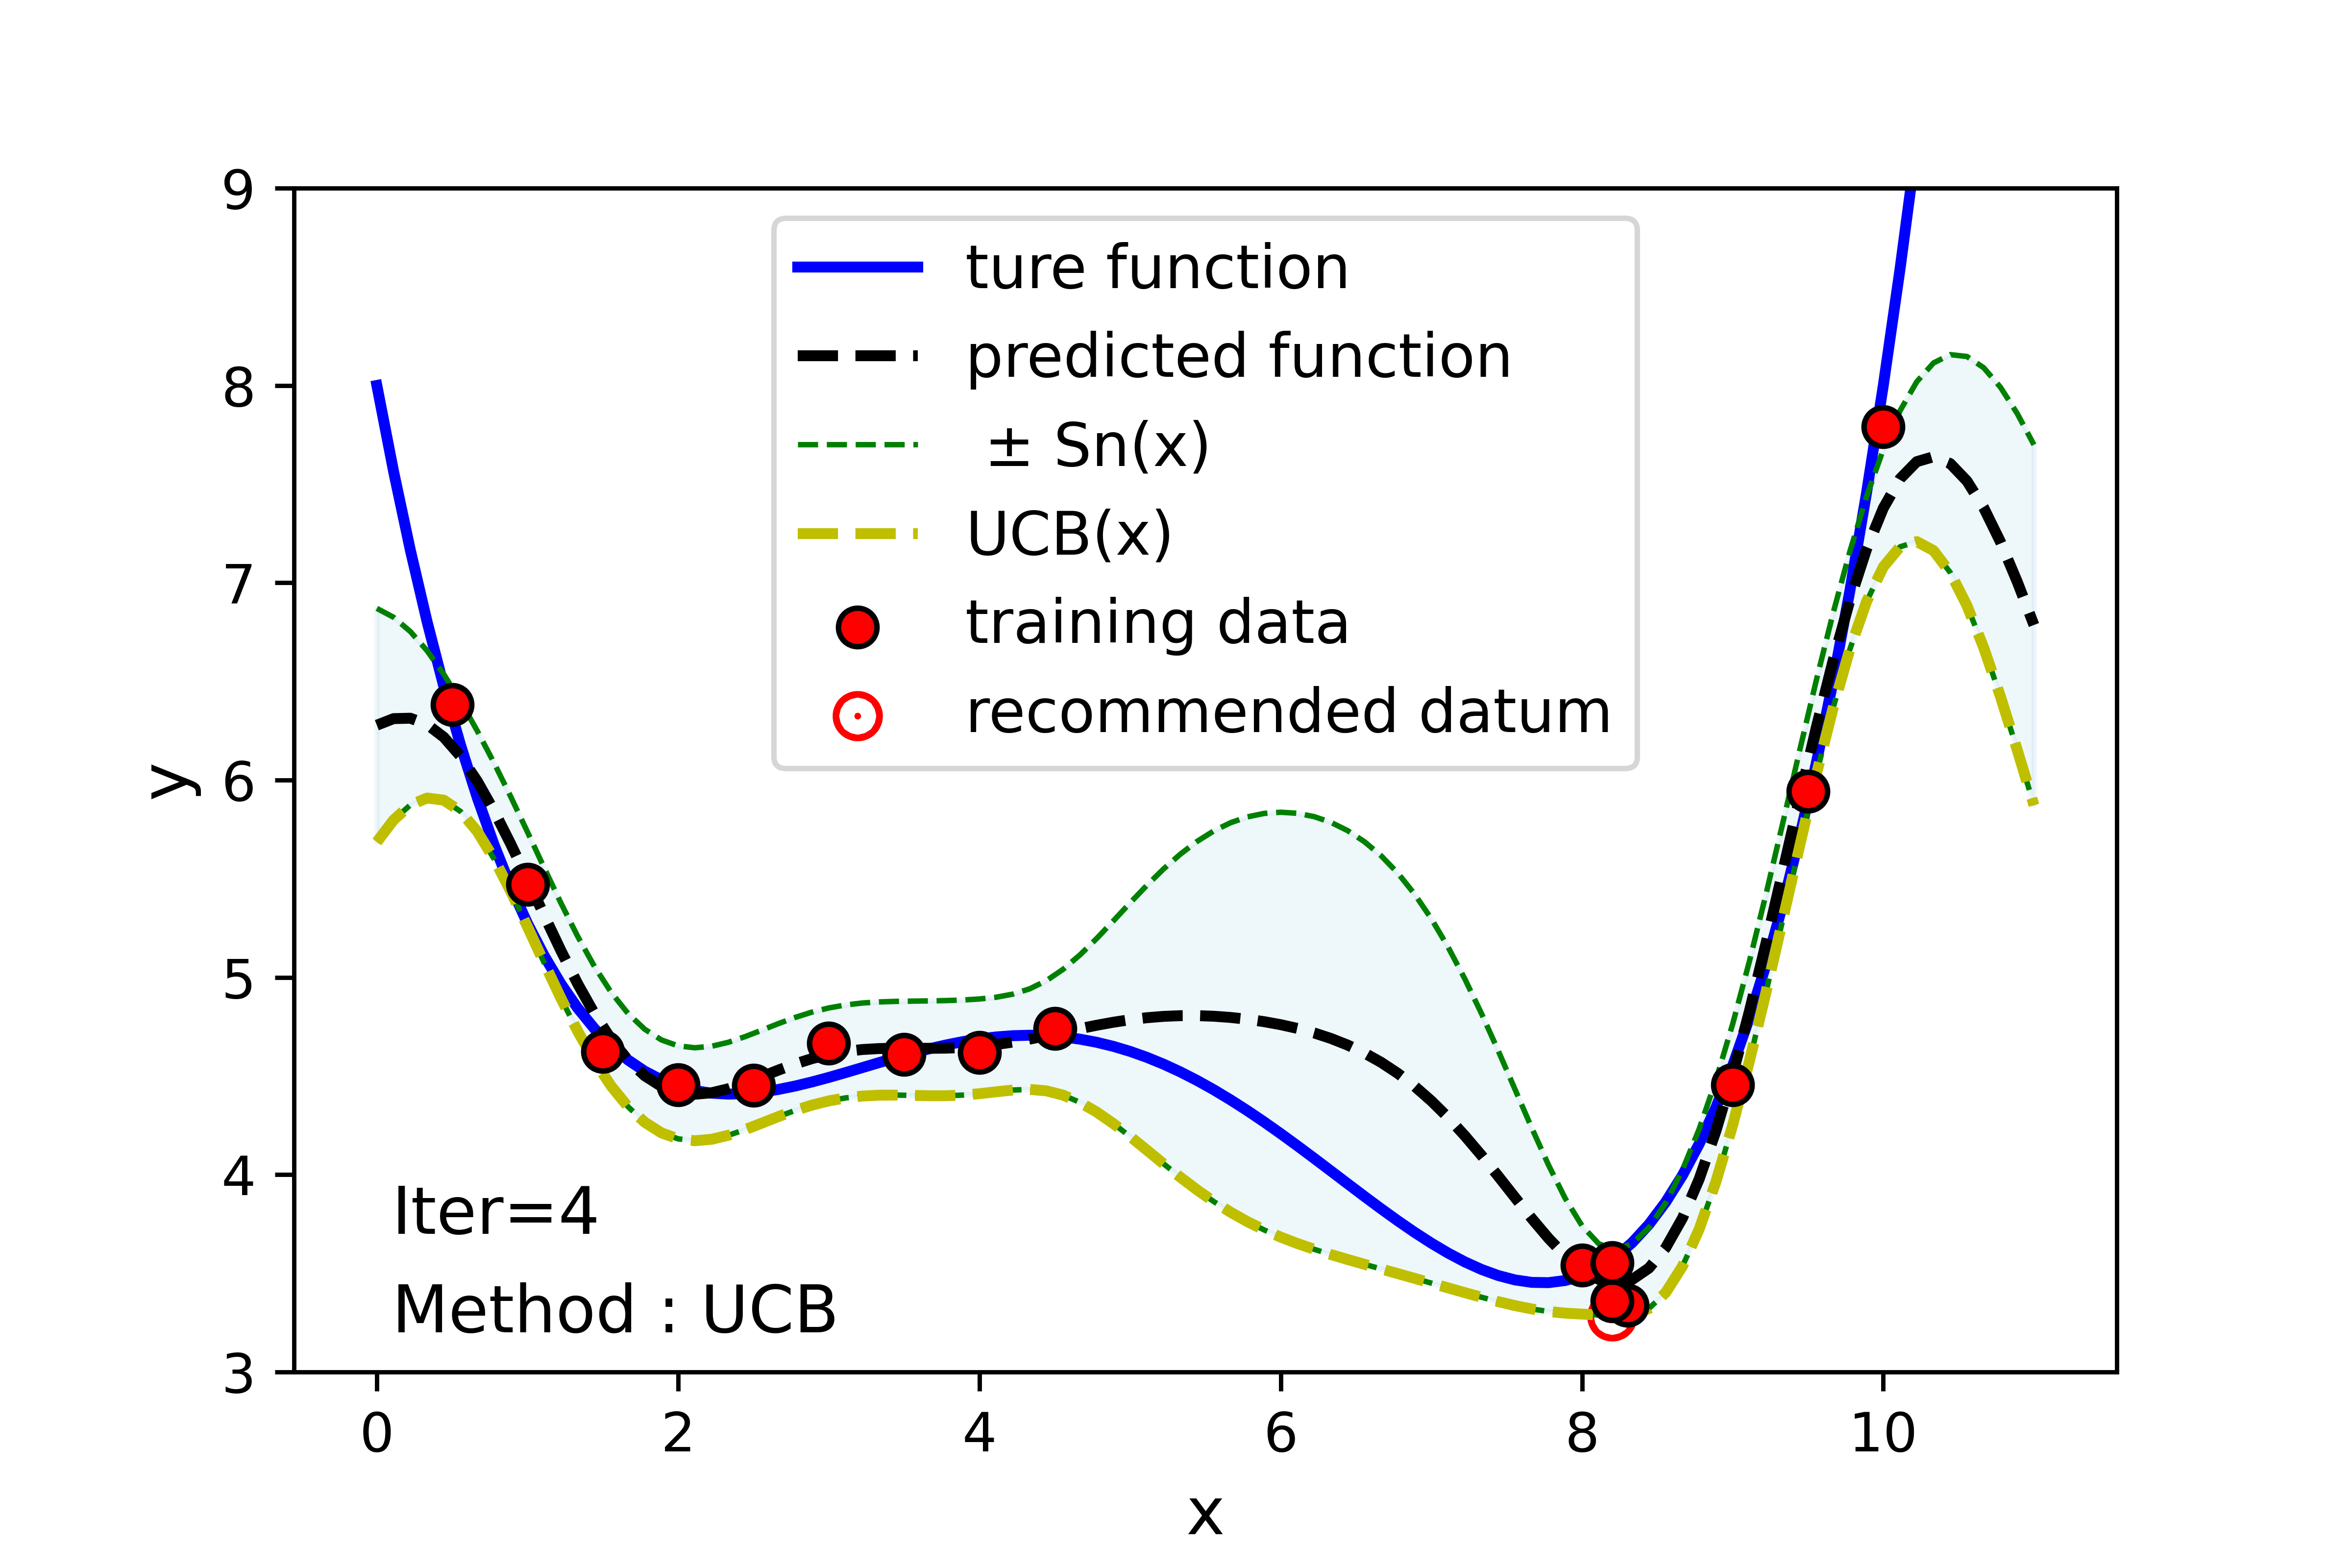 9
8
7
6
5
4
3
y
ture function
predicted function
± Sn(x)
UCB(x)
training data
recommended datum
Iter=4
Method : UCB
0 2 4 6 8 10
x